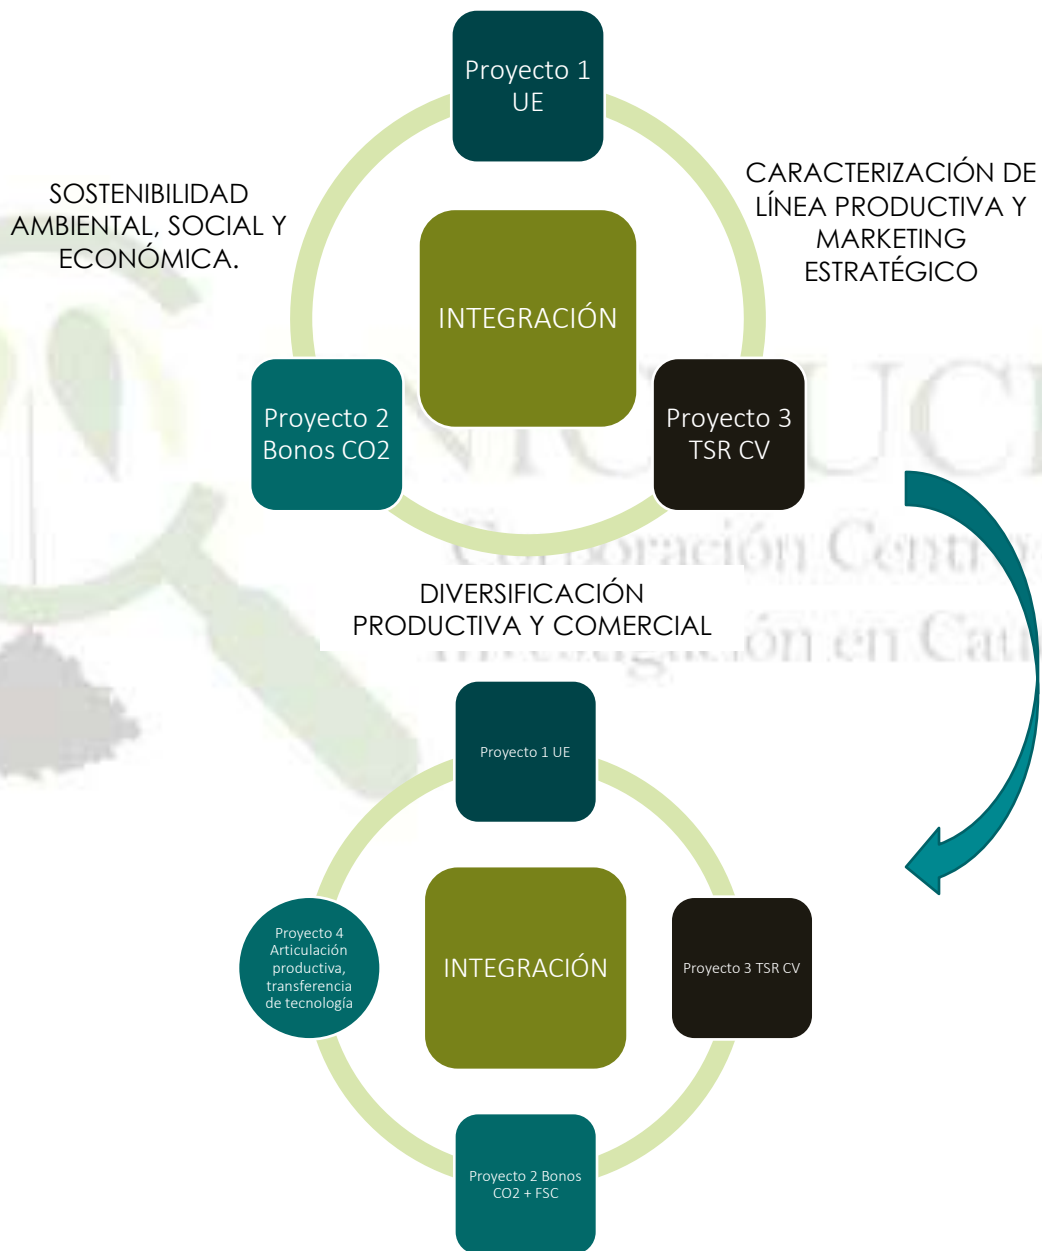 Proyecto 1
UE
SOSTENIBILIDAD
AMBIENTAL, SOCIAL Y
ECONÓMICA.
CARACTERIZACIÓN DE
LÍNEA PRODUCTIVA Y
MARKETING
ESTRATÉGICO
INTEGRACIÓN
Proyecto 2
Bonos CO2
Proyecto 3
TSR CV
Corporación
DIVERSIFICACIÓN
PRODUCTIVA Y COMERCIAL
en
Proyecto 1 UE
Proyecto 4
Articulación
productiva,
transferencia
de tecnología
INTEGRACIÓN
Proyecto 3 TSR CV
Proyecto 2 Bonos
CO2 + FSC